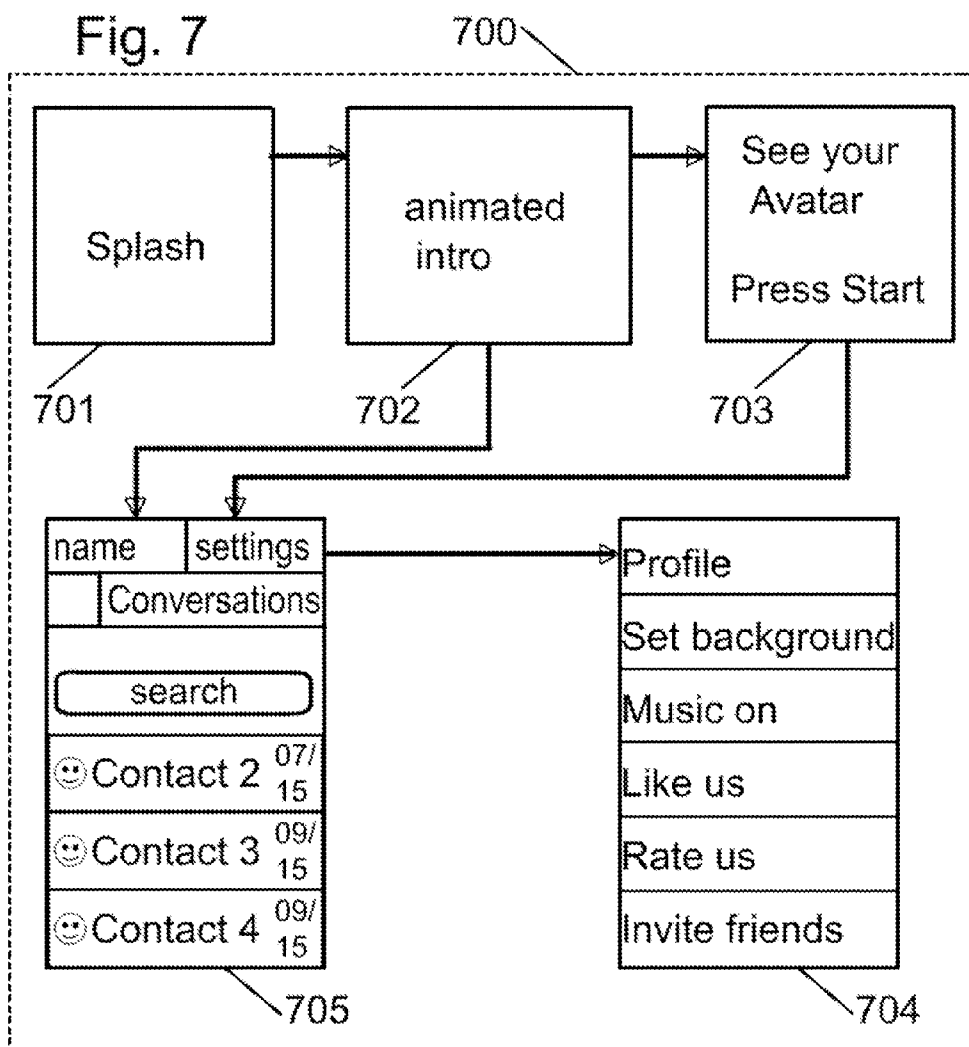 Fig. 7
700
Splash
animated
intro
See your
Avatar
Press Start
701
702
703
name
settings
Conversations
search
Contact 2 07/
15
Contact 3 09/
15
Contact 4 09/
15
705
Profile
Set background
Music on
Like us
Rate us
Invite friends
704